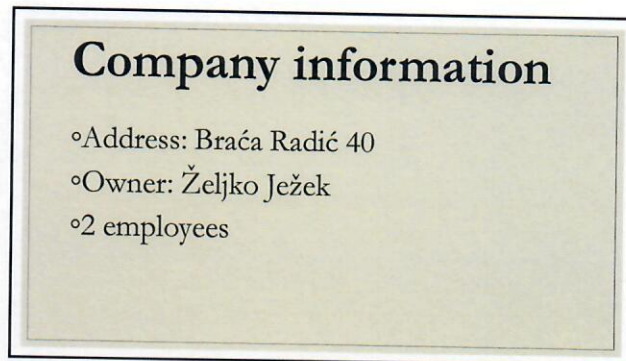 Company information
°Address: Braća Radić 40
°Owner: Željko Ježek
°2 employees